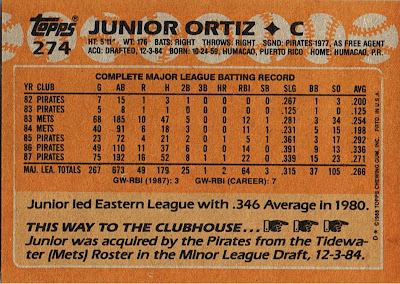 topps
274
JUNIOR ORTIZ ✦ C
HT: 5'11" WT: 176 BATS: RIGHT THROWS: RIGHT SGND: PIRATES-1977, AS FREE AGENT
ACQ: DRAFTED, 12-3-84 BORN: 10-24-59, HUMACAO, PUERTO RICO HOME: HUMACAO, P.R.
COMPLETE MAJOR LEAGUE BATTING RECORD
YR CLUB G AB R H 2B 3B HR RBI SB SLG BB SO AVG
82 PIRATES 7 15 1 3 1 0 0 0 0 .267 1 3 .200
83 PIRATES 5 8 1 1 0 0 0 0 0 .125 1 0 .125
83 METS 68 185 10 47 5 0 0 12 1 .281 3 34 .254
84 METS 40 91 6 18 3 0 0 11 1 .231 5 15 .198
85 PIRATES 23 72 4 21 2 0 1 5 1 .361 3 17 .292
86 PIRATES 49 110 11 37 6 0 0 14 0 .391 9 13 .336
87 PIRATES 75 192 16 52 8 1 1 22 0 .339 15 23 .271
MAJ. LEA. TOTALS 267 673 49 179 25 1 2 64 3 .315 37 105 .266
GW-RBI (1987): 3 GW-RBI (CAREER): 7
Junior led Eastern League with .346 Average in 1980.
THIS WAY TO THE CLUBHOUSE...
Junior was acquired by the Pirates from the Tidewa-
ter (Mets) Roster in the Minor League Draft, 12-3-84.
D* © 1988 TOPPS CHEWING GUM, INC. PRTD. IN U.S.A.